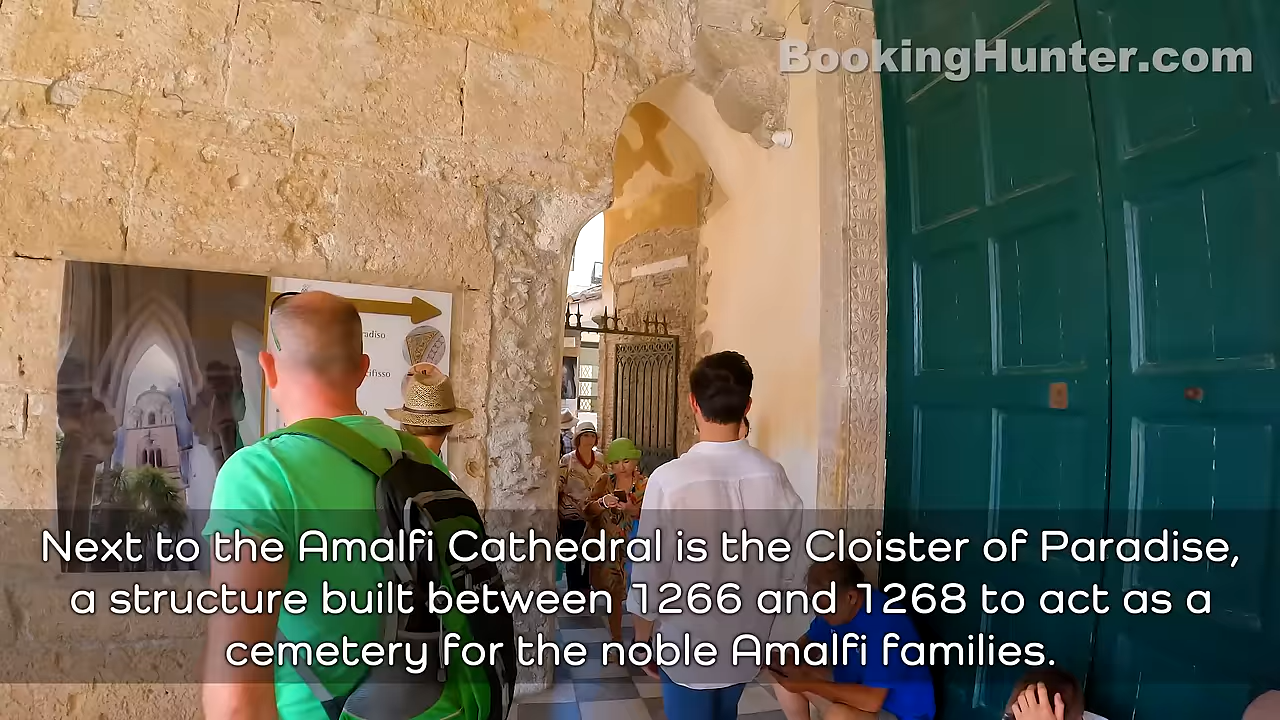 BookingHunter.com
Next to the Amalfi Cathedral is the Cloister of Paradise,
a structure built between 1266 and 1268 to act as a
cemetery for the noble Amalfi families.